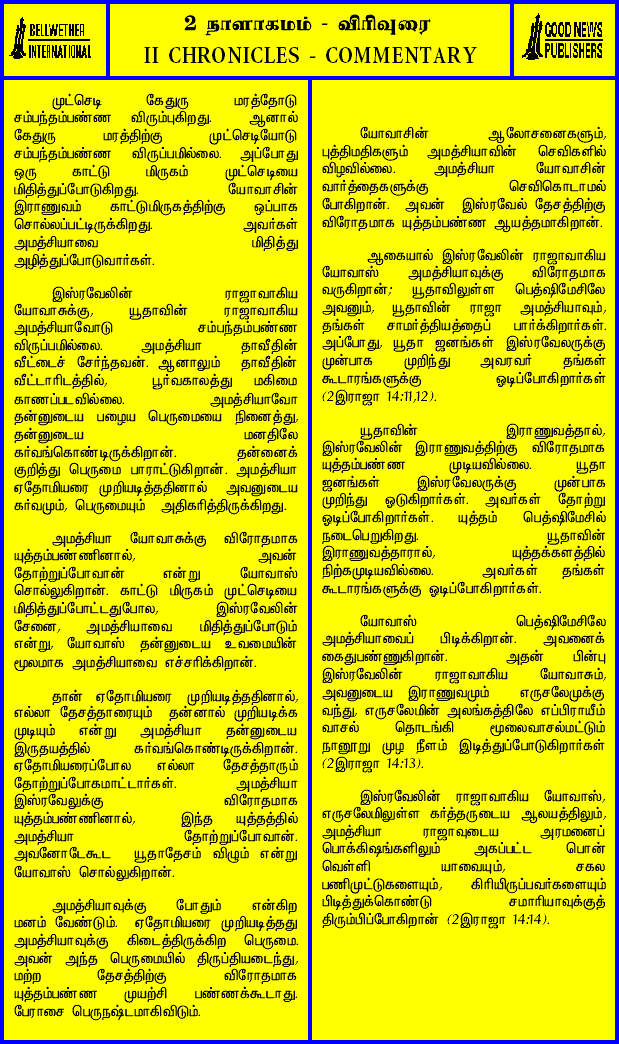 BELLWETHER
INTERNATIONAL
2 நாளாகமம் - விரிவுரை
II CHRONICLES - COMMENTARY
GOOD NEWS
PUBLISHERS
முட்செடி கேதுரு மரத்தோடு
சம்பந்தம்பண்ண விரும்புகிறது. ஆனால்
கேதுரு மரத்திற்கு முட்செடியோடு
சம்பந்தம்பண்ண விருப்பமில்லை. அப்போது
ஒரு காட்டு மிருகம் முட்செடியை
மிதித்துப்போடுகிறது. யோவாசின்
இராணுவம் காட்டுமிருகத்திற்கு ஒப்பாக
சொல்லப்பட்டிருக்கிறது. அவர்கள்
அமத்சியாவை மிதித்து
அழித்துப்போடுவார்கள்.
இஸ்ரவேலின் ராஜாவாகிய
யோவாசுக்கு, யூதாவின் ராஜாவாகிய
அமத்சியாவோடு சம்பந்தம்பண்ண
விருப்பமில்லை. அமத்சியா தாவீதின்
வீட்டைச் சேர்ந்தவன். ஆனாலும் தாவீதின்
வீட்டாரிடத்தில், பூர்வகாலத்து மகிமை
காணப்படவில்லை. அமத்சியாவோ
தன்னுடைய பழைய பெருமையை நினைத்து,
தன்னுடைய மனதிலே
கர்வங்கொண்டிருக்கிறான். தன்னைக்
குறித்து பெருமை பாராட்டுகிறான். அமத்சியா
ஏதோமியரை முறியடித்ததினால் அவனுடைய
கர்வமும், பெருமையும் அதிகரித்திருக்கிறது.
அமத்சியா யோவாசுக்கு விரோதமாக
யுத்தம்பண்ணினால், அவன்
தோற்றுப்போவான் என்று யோவாஸ்
சொல்லுகிறான். காட்டு மிருகம் முட்செடியை
மிதித்துப்போட்டதுபோல, இஸ்ரவேலின்
சேனை, அமத்சியாவை மிதித்துப்போடும்
என்று, யோவாஸ் தன்னுடைய உவமையின்
மூலமாக அமத்சியாவை எச்சரிக்கிறான்.
தான் ஏதோமியரை முறியடித்ததினால்,
எல்லா தேசத்தாரையும் தன்னால் முறியடிக்க
முடியும் என்று அமத்சியா தன்னுடைய
இருதயத்தில் கர்வங்கொண்டிருக்கிறான்.
ஏதோமியரைப்போல எல்லா தேசத்தாரும்
தோற்றுப்போகமாட்டார்கள். அமத்சியா
இஸ்ரவேலுக்கு விரோதமாக
யுத்தம்பண்ணினால், இந்த யுத்தத்தில்
அமத்சியா தோற்றுப்போவான்.
அவனோடேகூட யூதாதேசம் விழும் என்று
யோவாஸ் சொல்லுகிறான்.
அமத்சியாவுக்கு போதும் என்கிற
மனம் வேண்டும். ஏதோமியரை முறியடித்தது
அமத்சியாவுக்கு கிடைத்திருக்கிற பெருமை.
அவன் அந்த பெருமையில் திருப்தியடைந்து,
மற்ற தேசத்திற்கு விரோதமாக
யுத்தம்பண்ண முயற்சி பண்ணக்கூடாது.
பேராசை பெருநஷ்டமாகிவிடும்.
யோவாசின் ஆலோசனைகளும்,
புத்திமதிகளும் அமத்சியாவின் செவிகளில்
விழவில்லை. அமத்சியா யோவாசின்
வார்த்தைகளுக்கு செவிகொடாமல்
போகிறான். அவன் இஸ்ரவேல் தேசத்திற்கு
விரோதமாக யுத்தம்பண்ண ஆயத்தமாகிறான்.
ஆகையால் இஸ்ரவேலின் ராஜாவாகிய
யோவாஸ் அமத்சியாவுக்கு விரோதமாக
வருகிறான்; யூதாவிலுள்ள பெத்ஷிமேசிலே
அவனும், யூதாவின் ராஜா அமத்சியாவும்,
தங்கள் சாமர்த்தியத்தைப் பார்க்கிறார்கள்.
அப்போது, யூதா ஜனங்கள் இஸ்ரவேலருக்கு
முன்பாக முறிந்து அவரவர் தங்கள்
கூடாரங்களுக்கு ஓடிப்போகிறார்கள்
(2இராஜா 14:11,12).
யூதாவின் இராணுவத்தால்,
இஸ்ரவேலின் இராணுவத்திற்கு விரோதமாக
யுத்தம்பண்ண முடியவில்லை. யூதா
ஜனங்கள் இஸ்ரவேலருக்கு முன்பாக
முறிந்து ஓடுகிறார்கள். அவர்கள் தோற்று
ஓடிப்போகிறார்கள். யுத்தம் பெத்ஷிமேசில்
நடைபெறுகிறது. யூதாவின்
இராணுவத்தாரால், யுத்தக்களத்தில்
நிற்கமுடியவில்லை. அவர்கள் தங்கள்
கூடாரங்களுக்கு ஓடிப்போகிறார்கள்.
யோவாஸ் பெத்ஷிமேசிலே
அமத்சியாவைப் பிடிக்கிறான். அவனைக்
கைதுபண்ணுகிறான். அதன் பின்பு
இஸ்ரவேலின் ராஜாவாகிய யோவாசும்,
அவனுடைய இராணுவமும் எருசலேமுக்கு
வந்து, எருசலேமின் அலங்கத்திலே எப்பிராயீம்
வாசல் தொடங்கி மூலைவாசல்மட்டும்
நானூறு முழ நீளம் இடித்துப்போடுகிறார்கள்
(2இராஜா 14:13).
இஸ்ரவேலின் ராஜாவாகிய யோவாஸ்,
எருசலேமிலுள்ள கர்த்தருடைய ஆலயத்திலும்,
அமத்சியா ராஜாவுடைய அரமனைப்
பொக்கிஷங்களிலும் அகப்பட்ட பொன்
வெள்ளி யாவையும், சகல
பணிமுட்டுகளையும், கிரியிருப்பவர்களையும்
பிடித்துக்கொண்டு சமாரியாவுக்குத்
திரும்பிப்போகிறான் (2இராஜா 14:14).